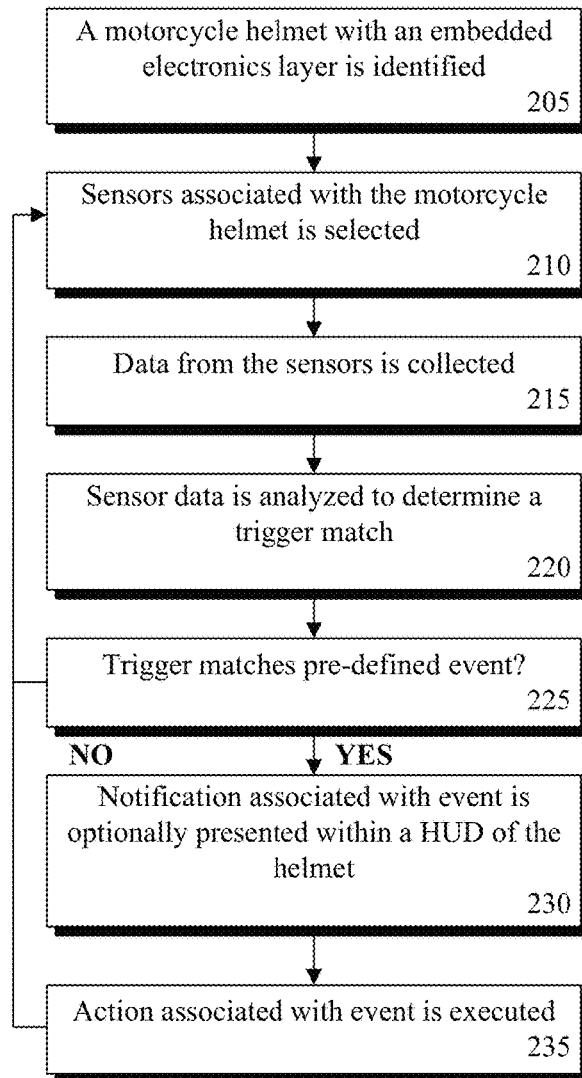 A motorcycle helmet with an embedded
electronics layer is identified
205
Sensors associated with the motorcycle
helmet is selected
210
Data from the sensors is collected
215
Sensor data is analyzed to determine a
trigger match
220
Trigger matches pre-defined event?
225
NO YES
Notification associated with event is
optionally presented within a HUD of the
helmet
230
Action associated with event is executed
235